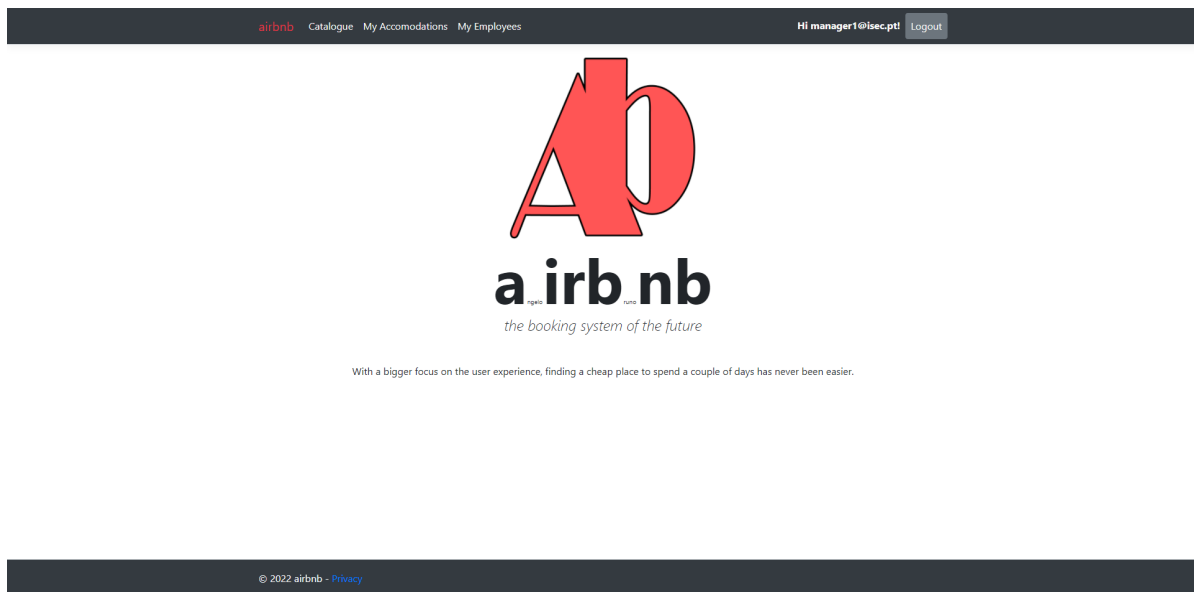 airbnb Catalogue My Accomodations My Employees Hi manager1@isec.pt! Logout
Ab
angelo irb runo nb
the booking system of the future
With a bigger focus on the user experience, finding a cheap place to spend a couple of days has never been easier.
© 2022 airbnb - Privacy